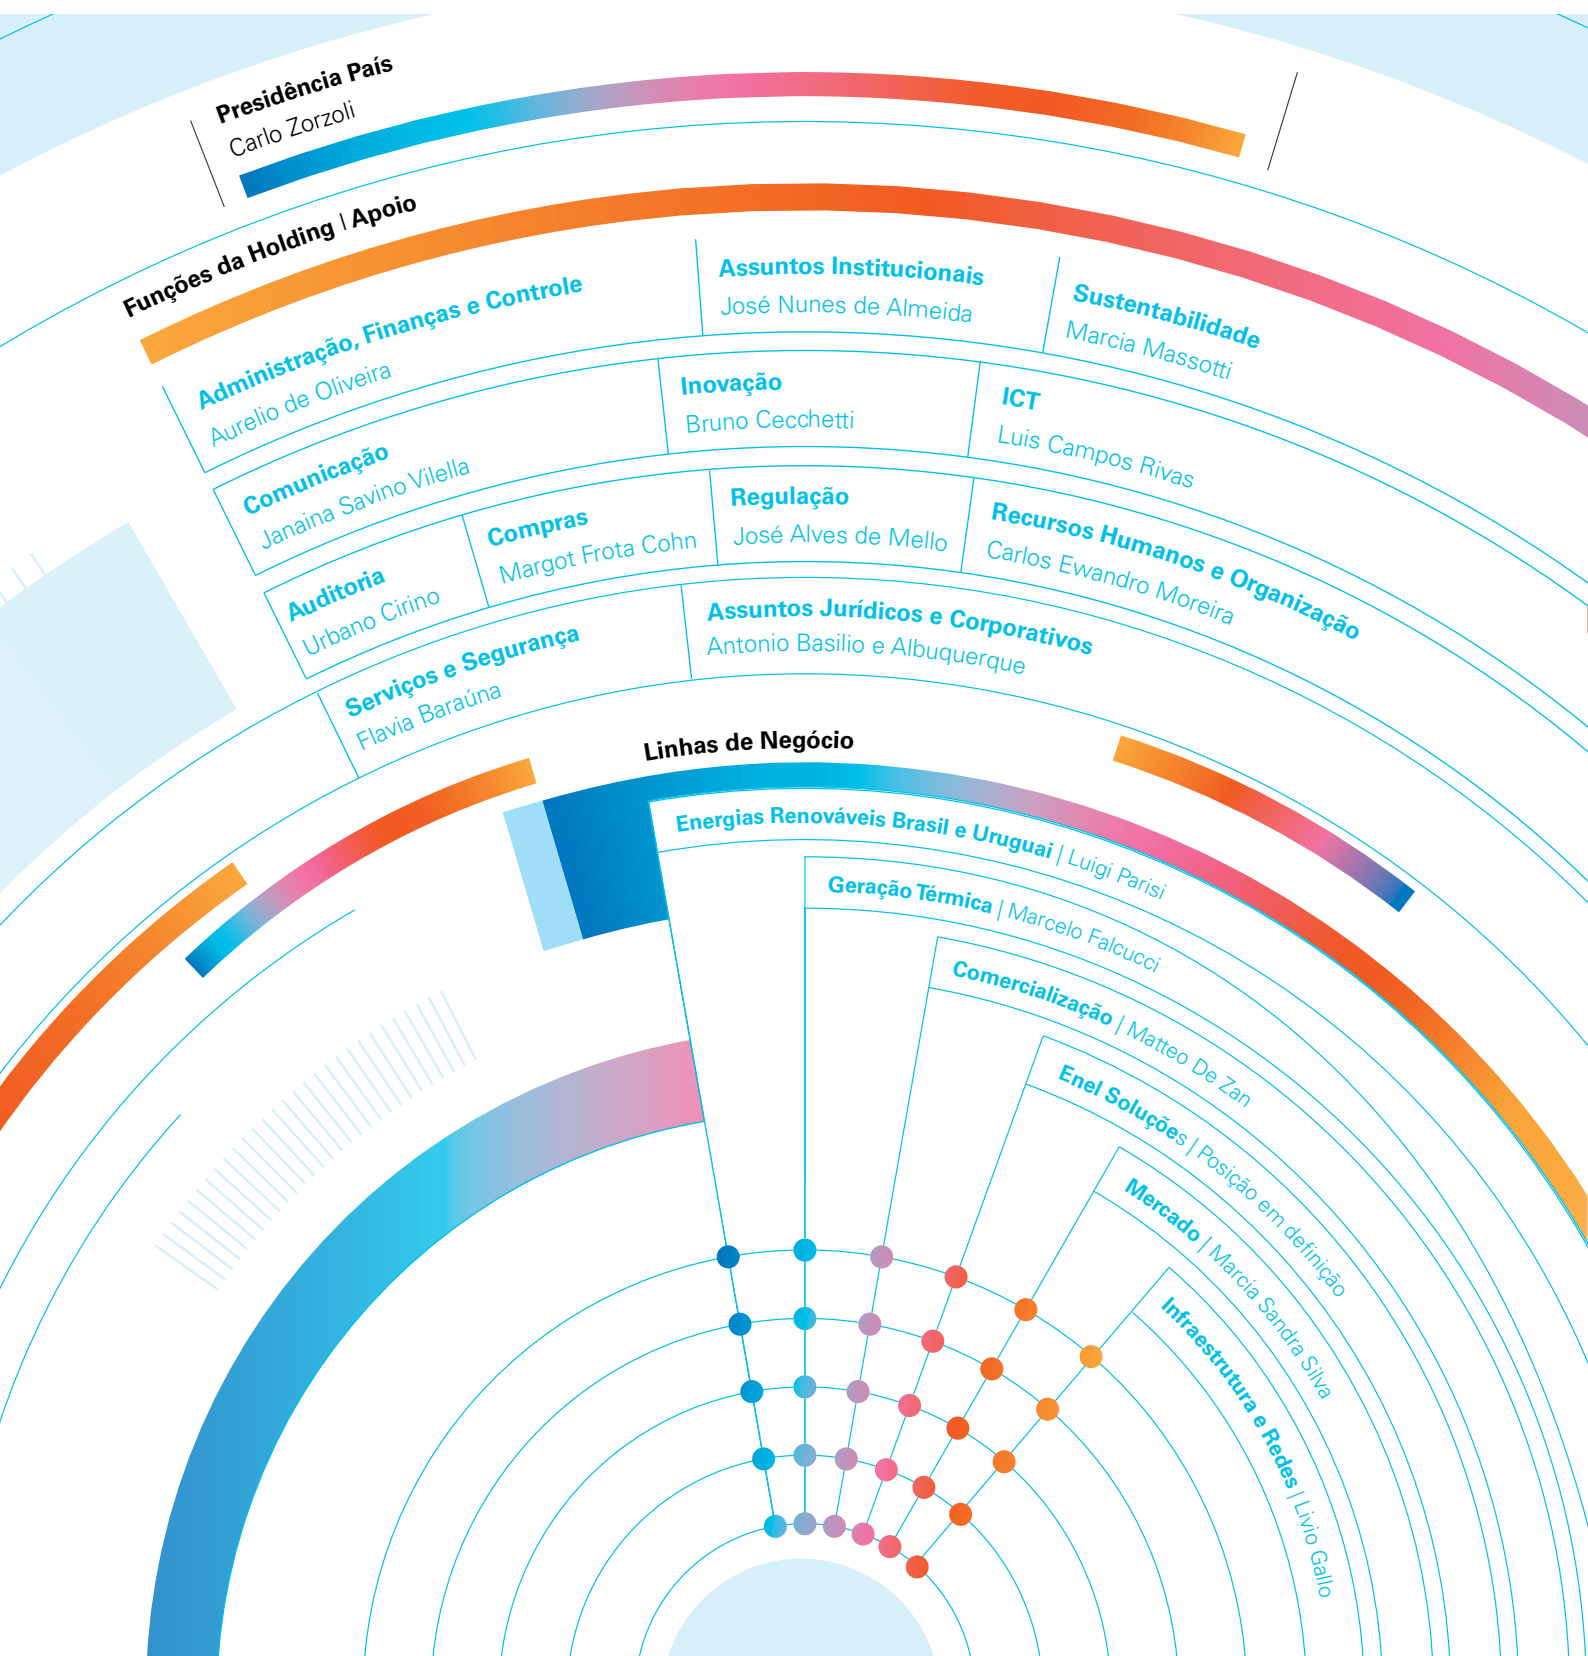 Presidência País
Carlo Zorzoli
Funções da Holding | Apoio
Administração, Finanças e Controle
Aurelio de Oliveira
Assuntos Institucionais
José Nunes de Almeida
Sustentabilidade
Marcia Massotti
Comunicação
Janaina Savino Vilella
Inovação
Bruno Cecchetti
ICT
Luis Campos Rivas
Auditoria
Urbano Cirino
Compras
Margot Frota Cohn
Regulação
José Alves de Mello
Recursos Humanos e Organização
Carlos Ewandro Moreira
Serviços e Segurança
Flavia Baraúna
Assuntos Jurídicos e Corporativos
Antonio Basilio e Albuquerque
Linhas de Negócio
Energias Renováveis Brasil e Uruguai | Luigi Parisi
Geração Térmica | Marcelo Falcucci
Comercialização | Matteo De Zan
Enel Soluções | Posição em definição
Mercado | Marcia Sandra Silva
Infraestrutura e Redes | Livio Gallo